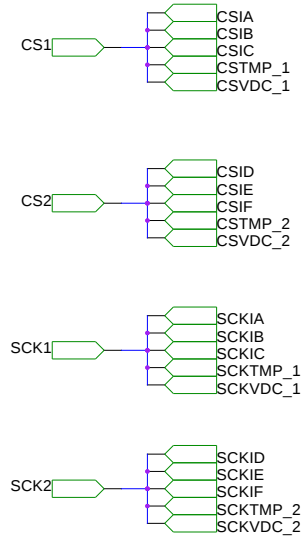 CSIA
CSIB
CS1
CSIC
CSTMP_1
CSVDC_1
CSID
CSIE
CS2
CSIF
CSTMP_2
CSVDC_2
SCKIA
SCKIB
SCK1
SCKIC
SCKTMP_1
SCKVDC_1
SCKID
SCKIE
SCK2
SCKIF
SCKTMP_2
SCKVDC_2